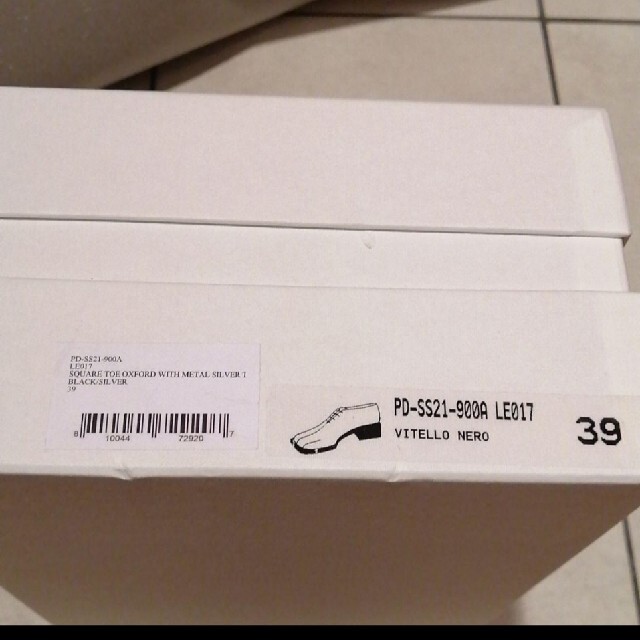 PD-SS21-900A
LE017
SQUARE TOE OXFORD WITH METAL SILVER T
BLACK/SILVER
39
8 10044 72920 7
PD-SS21-900A LE017
VITELLO NERO
39